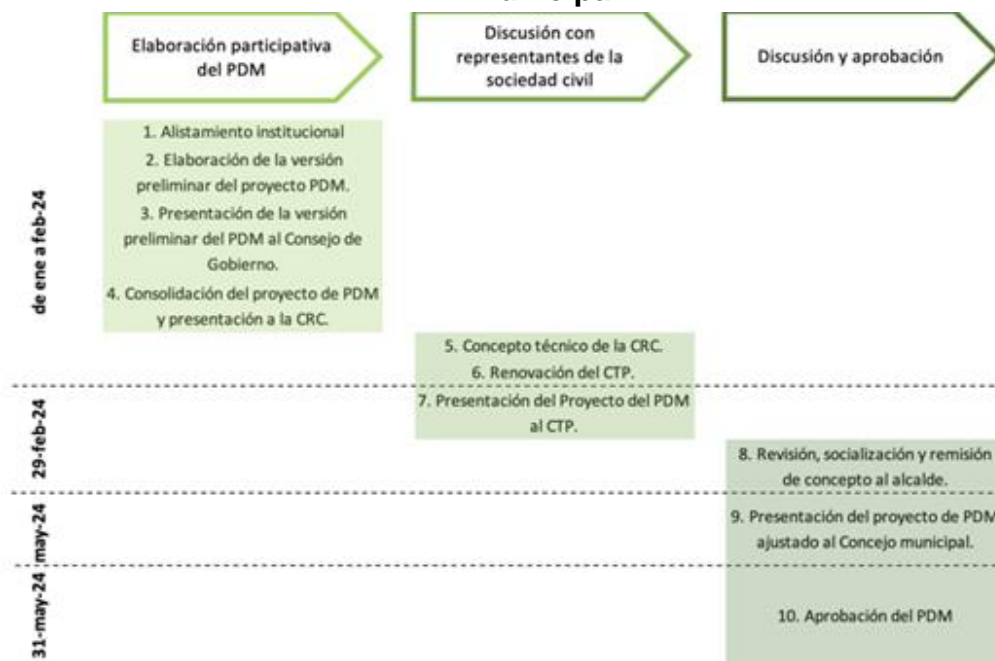 Elaboración participativa
del PDM
Discusión con
representantes de la
sociedad civil
Discusión y aprobación
de ene a feb-24
1. Alistamiento institucional
2. Elaboración de la versión
preliminar del proyecto PDM.
3. Presentación de la versión
preliminar del PDM al Consejo de
Gobierno.
4. Consolidación del proyecto de PDM
y presentación a la CRC.
5. Concepto técnico de la CRC.
6. Renovación del CTP.
29-feb-24
7. Presentación del Proyecto del PDM
al CTP.
8. Revisión, socialización y remisión
de concepto al alcalde.
may-24
9. Presentación del proyecto de PDM
ajustado al Concejo municipal.
31-may-24
10. Aprobación del PDM